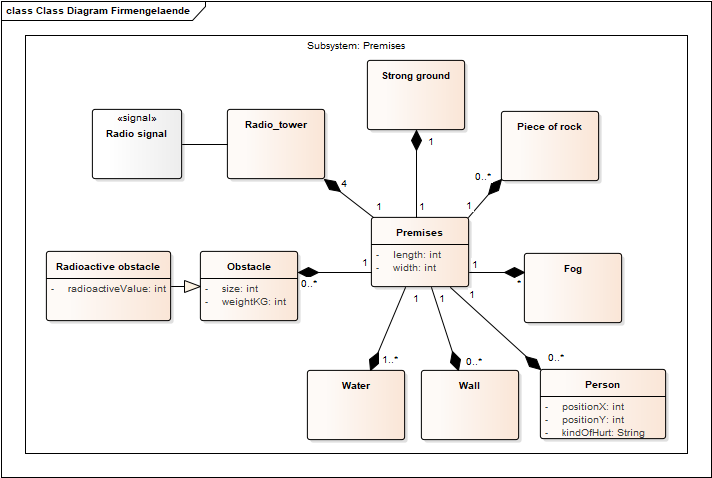 class Class Diagram Firmengelaende
Subsystem: Premises
Strong ground
«signal»
Radio signal
Radio_tower
Piece of rock
1
0..*
4
1
1
1
Premises
- length: int
- width: int
Radioactive obstacle
- radioactiveValue: int
Obstacle
- size: int
- weightKG: int
0..*
1
1
*
Fog
1
1
1
1..*
0..*
0..*
Water
Wall
Person
- positionX: int
- positionY: int
- kindOfHurt: String